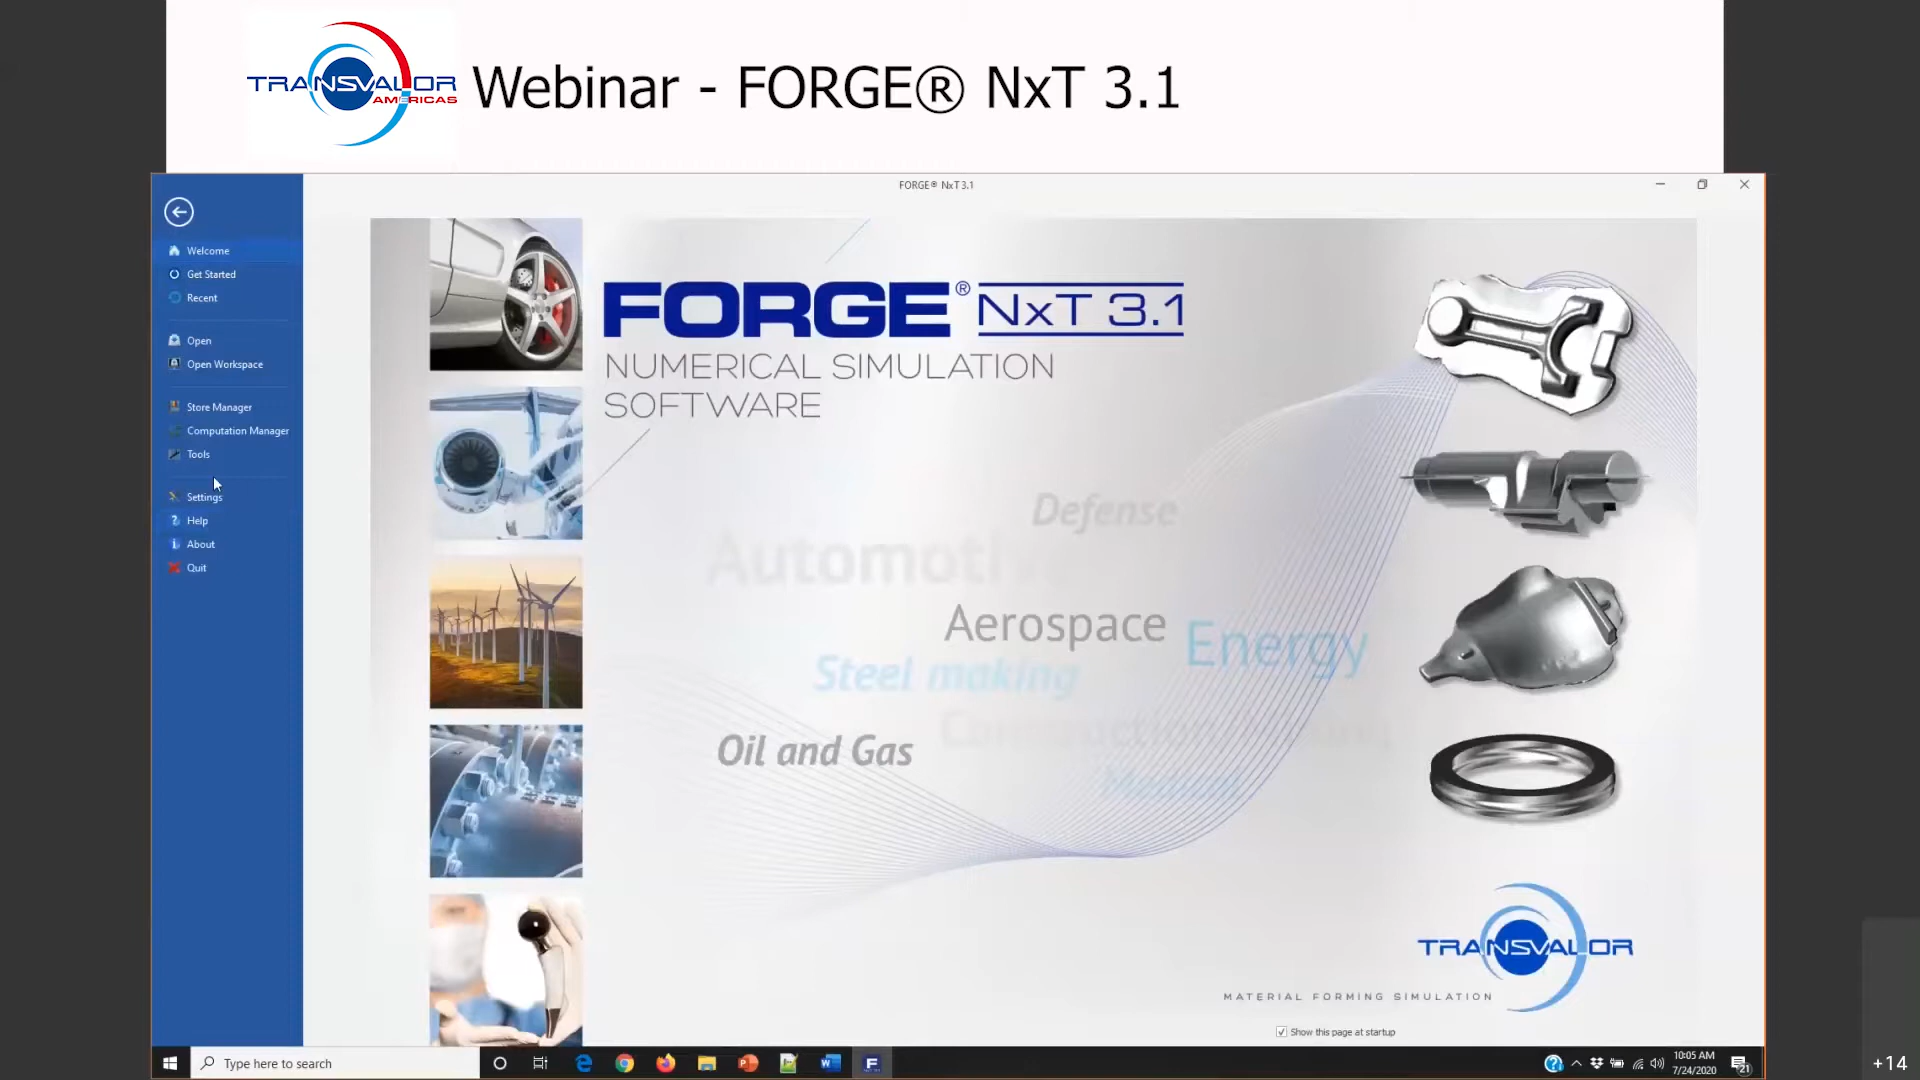 TRANSVALOR
AMERICAS
Webinar - FORGE® NxT 3.1
FORGE® NxT 3.1
Welcome
Get Started
Recent
Open
Open Workspace
Store Manager
Computation Manager
Tools
Settings
Help
About
Quit
FORGE® NxT 3.1
NUMERICAL SIMULATION
SOFTWARE
Defense
Automotive
Aerospace
Energy
Steel making
Oil and Gas
TRANSVALOR
MATERIAL FORMING SIMULATION
Show this page at startup
Type here to search
10:05 AM
7/24/2020
21
+14